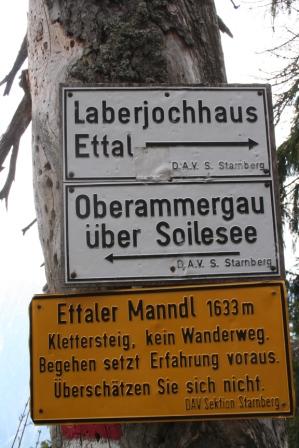 Laberjochhaus
Ettal
D.A.V. S. Starnberg
Oberammergau
über Soilesee
D.A.V. S. Starnberg
Ettaler Manndl 1633 m
Klettersteig, kein Wanderweg.
Begehen setzt Erfahrung voraus.
Überschätzen Sie sich nicht.
DAV Sektion Starnberg